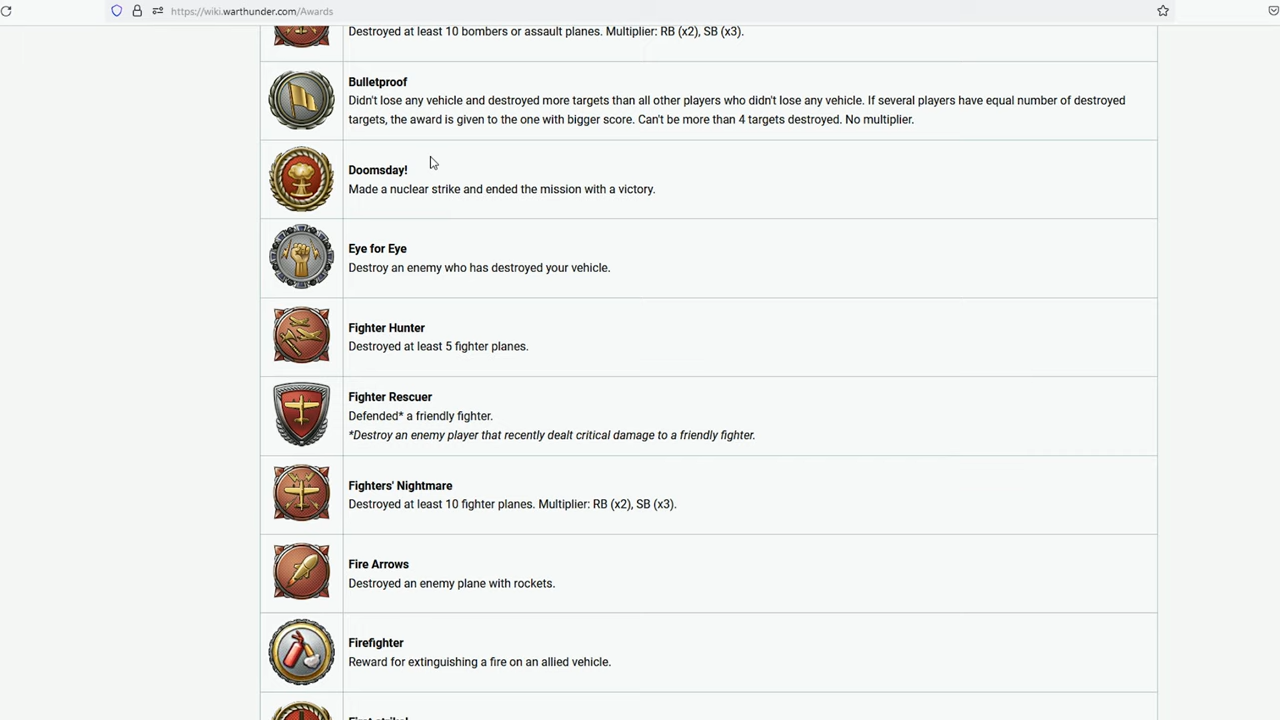 https://wiki.warthunder.com/Awards
Destroyed at least 10 bombers or assault planes. Multiplier: RB (x2), SB (x3).
Bulletproof
Didn't lose any vehicle and destroyed more targets than all other players who didn't lose any vehicle. If several players have equal number of destroyed
targets, the award is given to the one with bigger score. Can't be more than 4 targets destroyed. No multiplier.
Doomsday!
Made a nuclear strike and ended the mission with a victory.
Eye for Eye
Destroy an enemy who has destroyed your vehicle.
Fighter Hunter
Destroyed at least 5 fighter planes.
Fighter Rescuer
Defended* a friendly fighter.
*Destroy an enemy player that recently dealt critical damage to a friendly fighter.
Fighters' Nightmare
Destroyed at least 10 fighter planes. Multiplier: RB (x2), SB (x3).
Fire Arrows
Destroyed an enemy plane with rockets.
Firefighter
Reward for extinguishing a fire on an allied vehicle.
First strike!